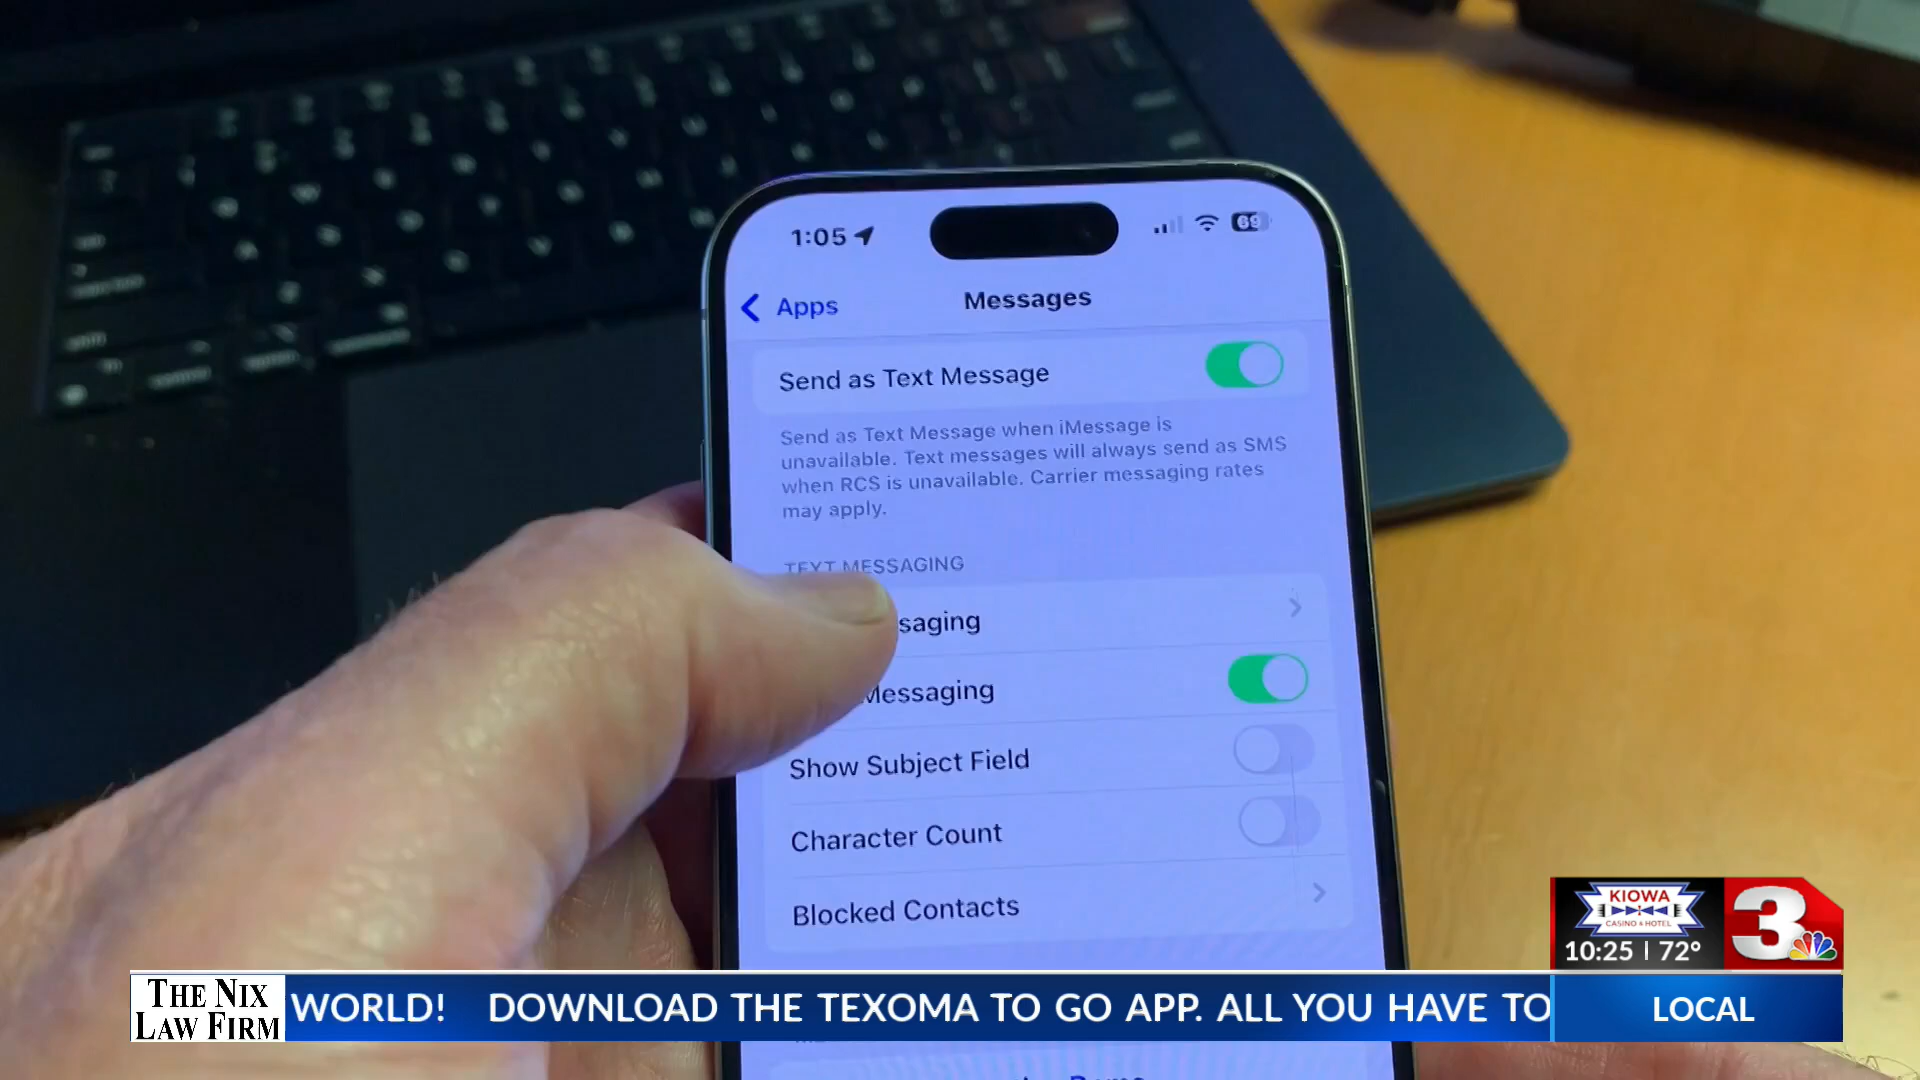 1:05
69
Apps
Messages
Send as Text Message
Send as Text Message when iMessage is
unavailable. Text messages will always send as SMS
when RCS is unavailable. Carrier messaging rates
may apply.
TEXT MESSAGING
saging
Messaging
Show Subject Field
Character Count
Blocked Contacts
KIOWA
CASINO & HOTEL
10:25 | 72°
3
THE NIX
LAW FIRM
WORLD! DOWNLOAD THE TEXOMA TO GO APP. ALL YOU HAVE TO
LOCAL